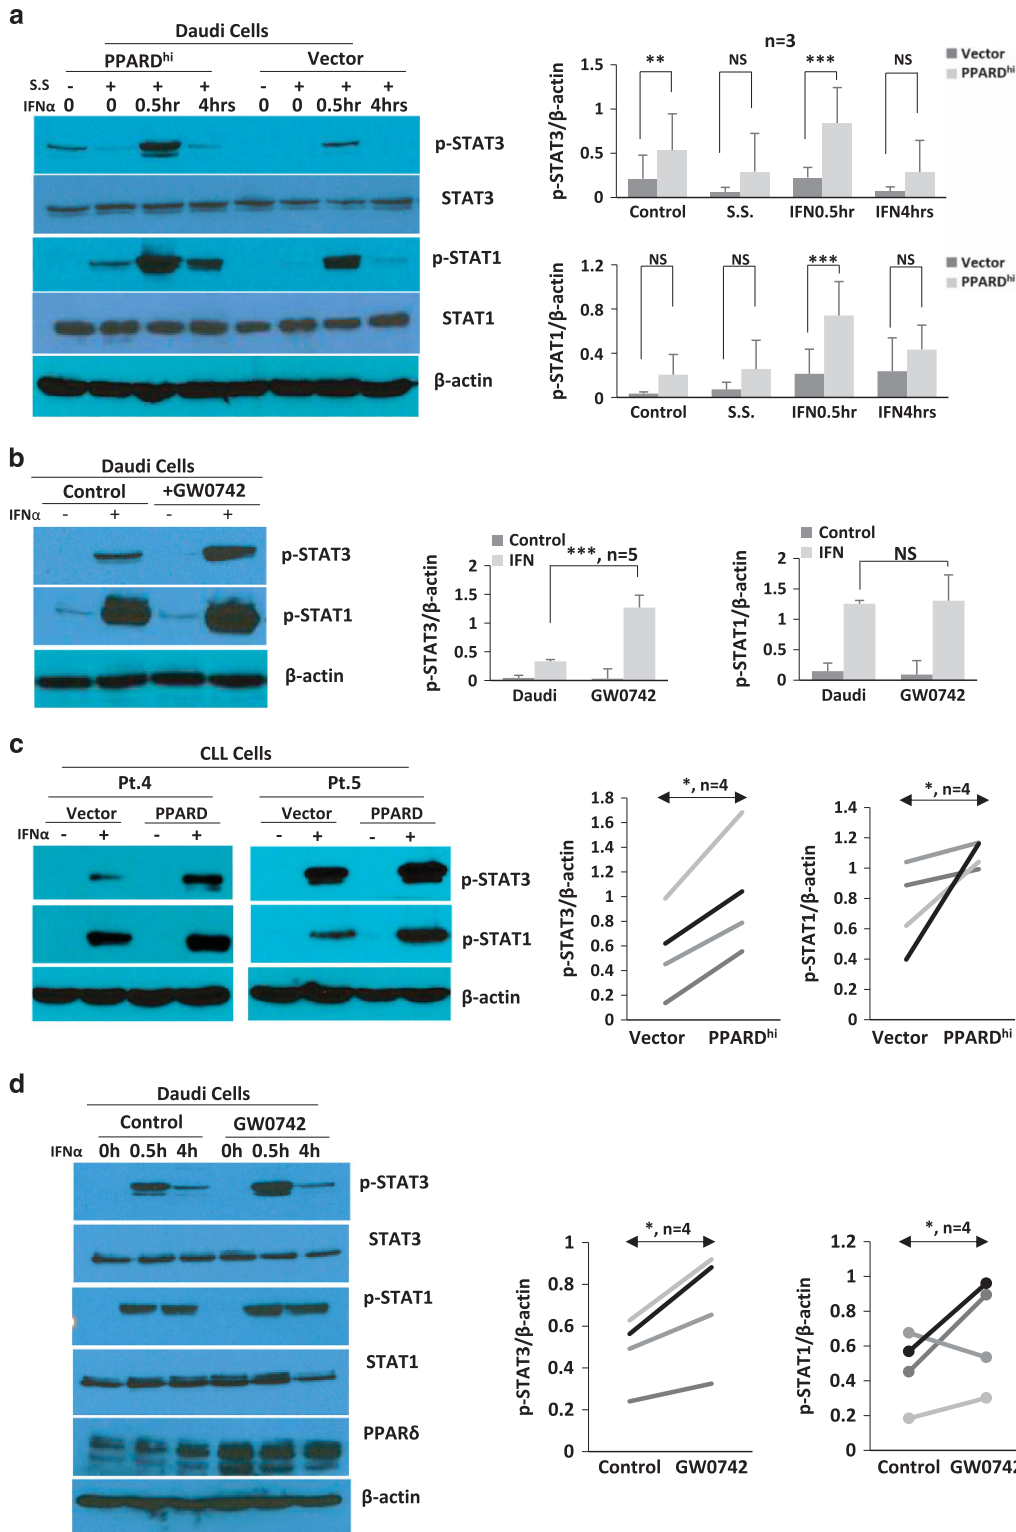 a
Daudi Cells
PPARDhi Vector
S.S - + + + - + + +
IFNα 0 0 0.5hr 4hrs 0 0 0.5hr 4hrs
p-STAT3
STAT3
p-STAT1
STAT1
β-actin
n=3
Vector
PPARDhi
p-STAT3/β-actin
1.5
1
0.5
0
** NS *** NS
Control S.S. IFN0.5hr IFN4hrs
Vector
PPARDhi
p-STAT1/β-actin
1.2
0.8
0.4
0
NS NS *** NS
Control S.S. IFN0.5hr IFN4hrs
b
Daudi Cells
Control +GW0742
IFNα - + - +
p-STAT3
p-STAT1
β-actin
Control
IFN
***, n=5
p-STAT3/β-actin
2
1.5
1
0.5
0
Daudi GW0742
Control
IFN
NS
p-STAT1/β-actin
2
1.5
1
0.5
0
Daudi GW0742
c
CLL Cells
Pt.4 Pt.5
Vector PPARD Vector PPARD
IFNα - + - + - + - +
p-STAT3
p-STAT1
β-actin
*, n=4
p-STAT3/β-actin
1.8
1.6
1.4
1.2
1
0.8
0.6
0.4
0.2
0
Vector PPARDhi
*, n=4
p-STAT1/β-actin
1.4
1.2
1
0.8
0.6
0.4
0.2
0
Vector PPARDhi
d
Daudi Cells
Control GW0742
IFNα 0h 0.5h 4h 0h 0.5h 4h
p-STAT3
STAT3
p-STAT1
STAT1
PPARδ
β-actin
*, n=4
p-STAT3/β-actin
1
0.8
0.6
0.4
0.2
0
Control GW0742
*, n=4
p-STAT1/β-actin
1.2
1
0.8
0.6
0.4
0.2
0
Control GW0742